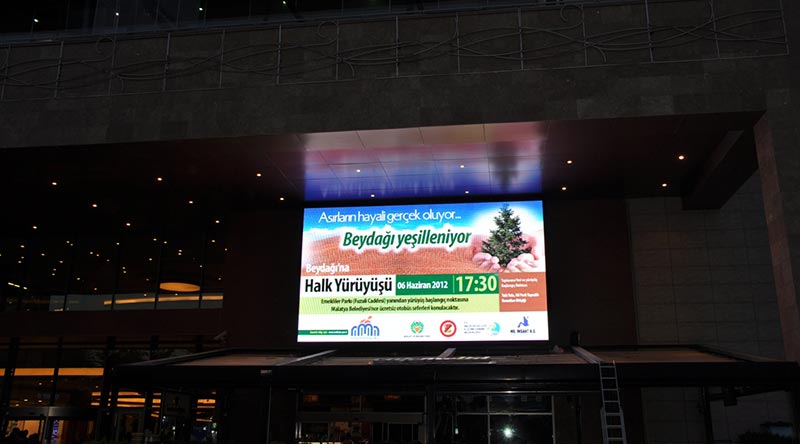 Asırların hayali gerçek oluyor...
Beydağı yeşilleniyor
Beydağı'na
Halk Yürüyüşü 06 Haziran 2012 17:30
Emekliler Parkı (Fuzuli Caddesi) yanından yürüyüş başlangıç noktasına
Malatya Belediyesi'nce ücretsiz otobüs seferleri konulacaktır.